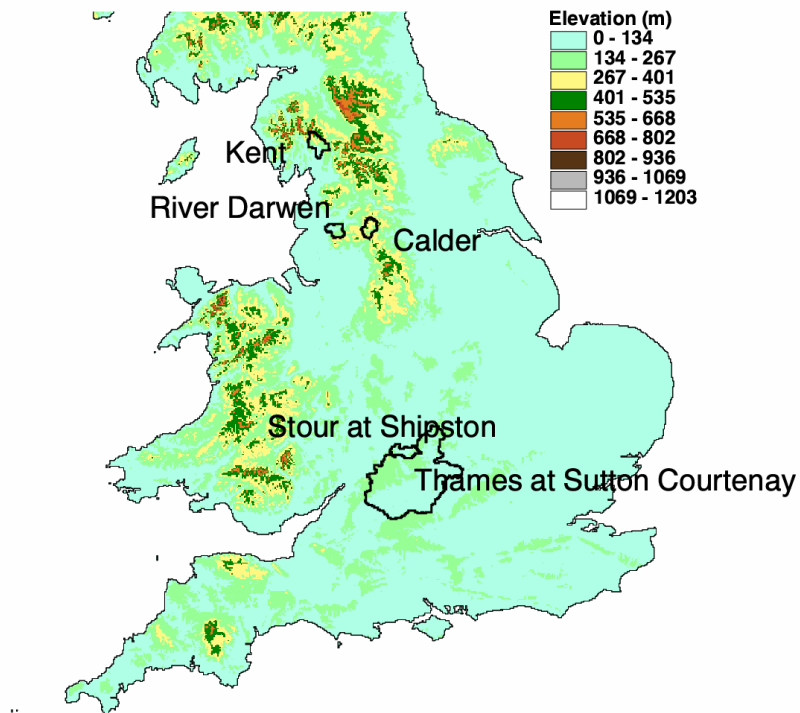 Elevation (m)
0 - 134
134 - 267
267 - 401
401 - 535
535 - 668
668 - 802
802 - 936
936 - 1069
1069 - 1203
Kent
River Darwen
Calder
Stour at Shipston
Thames at Sutton Courtenay